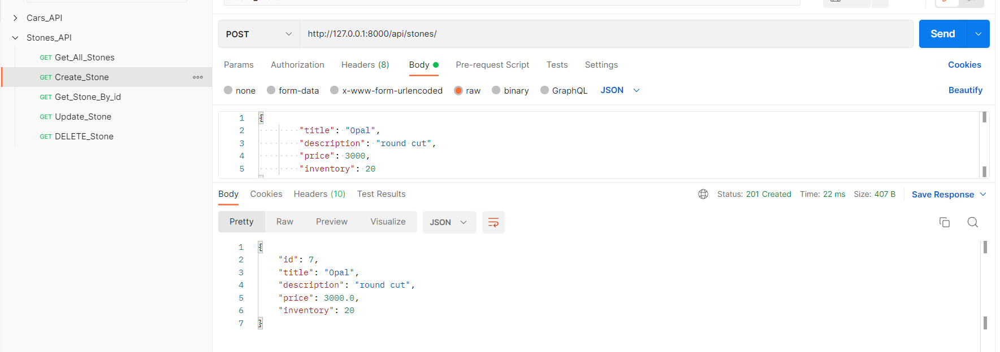 Cars_API
Stones_API
GET Get_All_Stones
GET Create_Stone
GET Get_Stone_By_id
GET Update_Stone
GET DELETE_Stone
POST http://127.0.0.1:8000/api/stones/ Send
Params Authorization Headers (8) Body Pre-request Script Tests Settings Cookies
none form-data x-www-form-urlencoded raw binary GraphQL JSON Beautify
1 {
2 "title": "Opal",
3 "description": "round cut",
4 "price": 3000,
5 "inventory": 20
Body Cookies Headers (10) Test Results Status: 201 Created Time: 22 ms Size: 407 B Save Response
Pretty Raw Preview Visualize JSON
1 {
2 "id": 7,
3 "title": "Opal",
4 "description": "round cut",
5 "price": 3000.0,
6 "inventory": 20
7 }